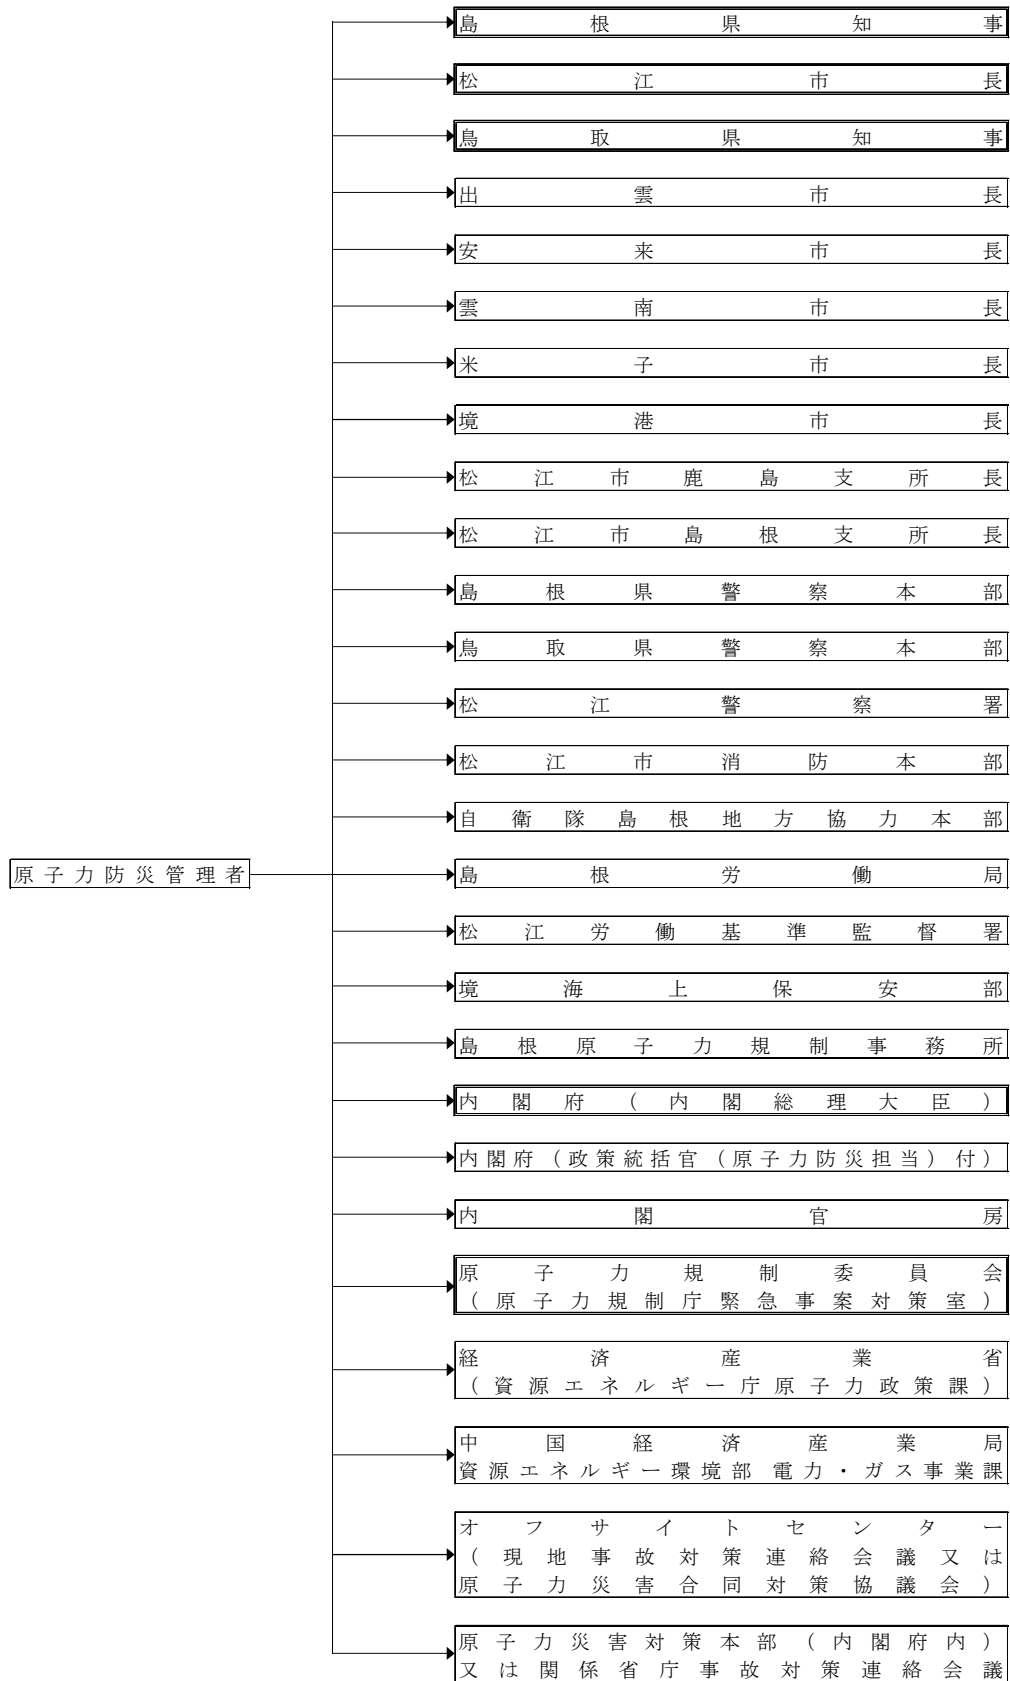 島根県知事
松江市長
鳥取県知事
出雲市長
安来市長
雲南市長
米子市長
境港市長
松江市鹿島支所長
松江市島根支所長
島根県警察本部
鳥取県警察本部
松江警察署
松江市消防本部
自衛隊島根地方協力本部
原子力防災管理者
島根労働局
松江労働基準監督署
境海上保安部
島根原子力規制事務所
内閣府(内閣総理大臣)
内閣府(政策統括官(原子力防災担当)付)
内閣官房
原子力規制委員会
(原子力規制庁緊急事案対策室)
経済産業省
(資源エネルギー庁原子力政策課)
中国経済産業局
資源エネルギー環境部 電力・ガス事業課
オフサイトセンター
(現地事故対策連絡会議又は
原子力災害合同対策協議会)
原子力災害対策本部(内閣府内)
又は関係省庁事故対策連絡会議